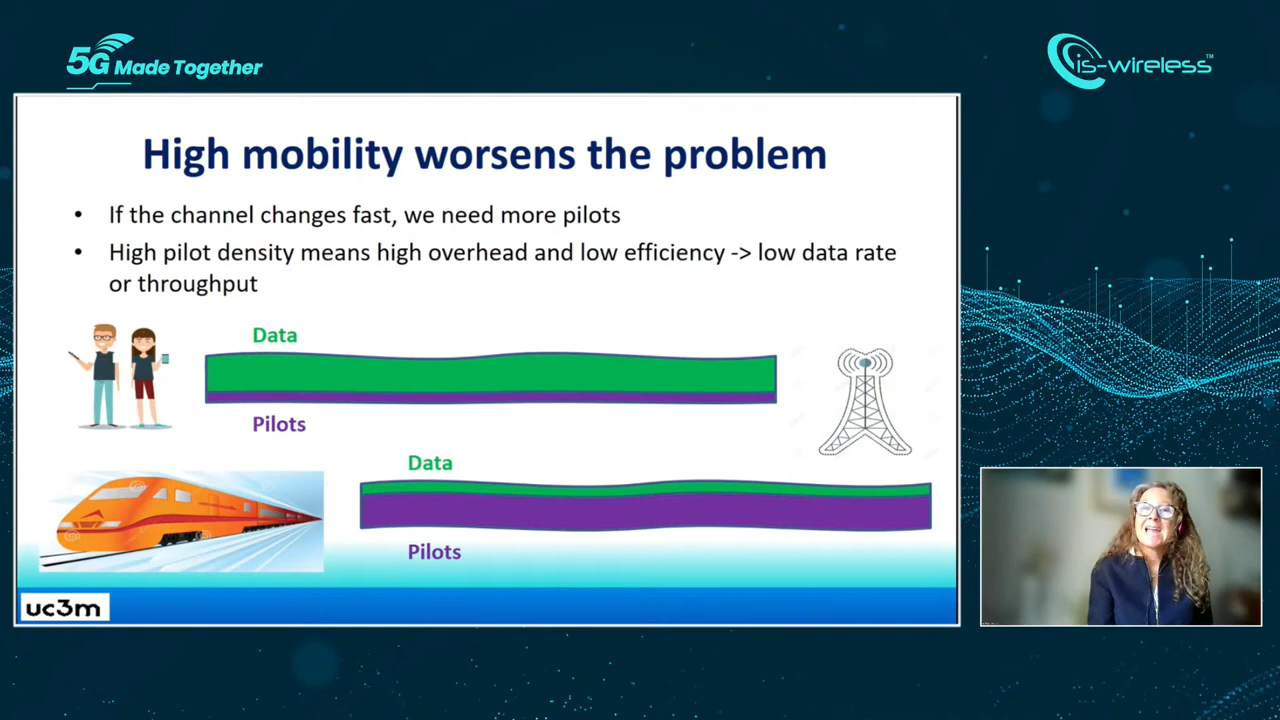 5G Made Together
is-wireless™
High mobility worsens the problem
• If the channel changes fast, we need more pilots
• High pilot density means high overhead and low efficiency -> low data rate
or throughput
Data
Pilots
Data
Pilots
uc3m